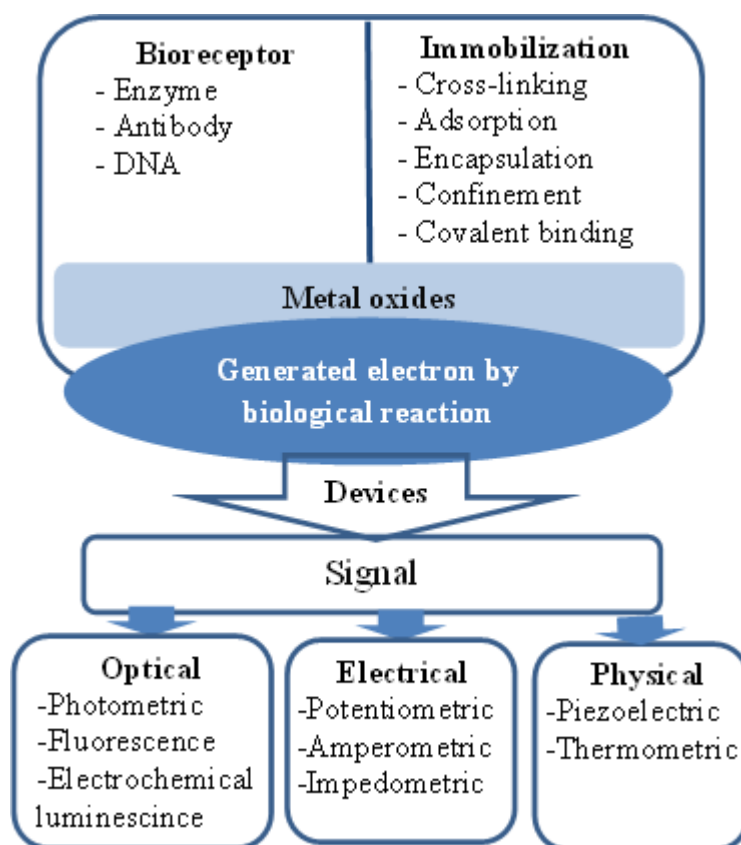 Bioreceptor
- Enzyme
- Antibody
- DNA
Immobilization
- Cross-linking
- Adsorption
- Encapsulation
- Confinement
- Covalent binding
Metal oxides
Generated electron by
biological reaction
Devices
Signal
Optical
-Photometric
-Fluorescence
-Electrochemical
luminescince
Electrical
-Potentiometric
-Amperometric
-Impedometric
Physical
-Piezoelectric
-Thermometric